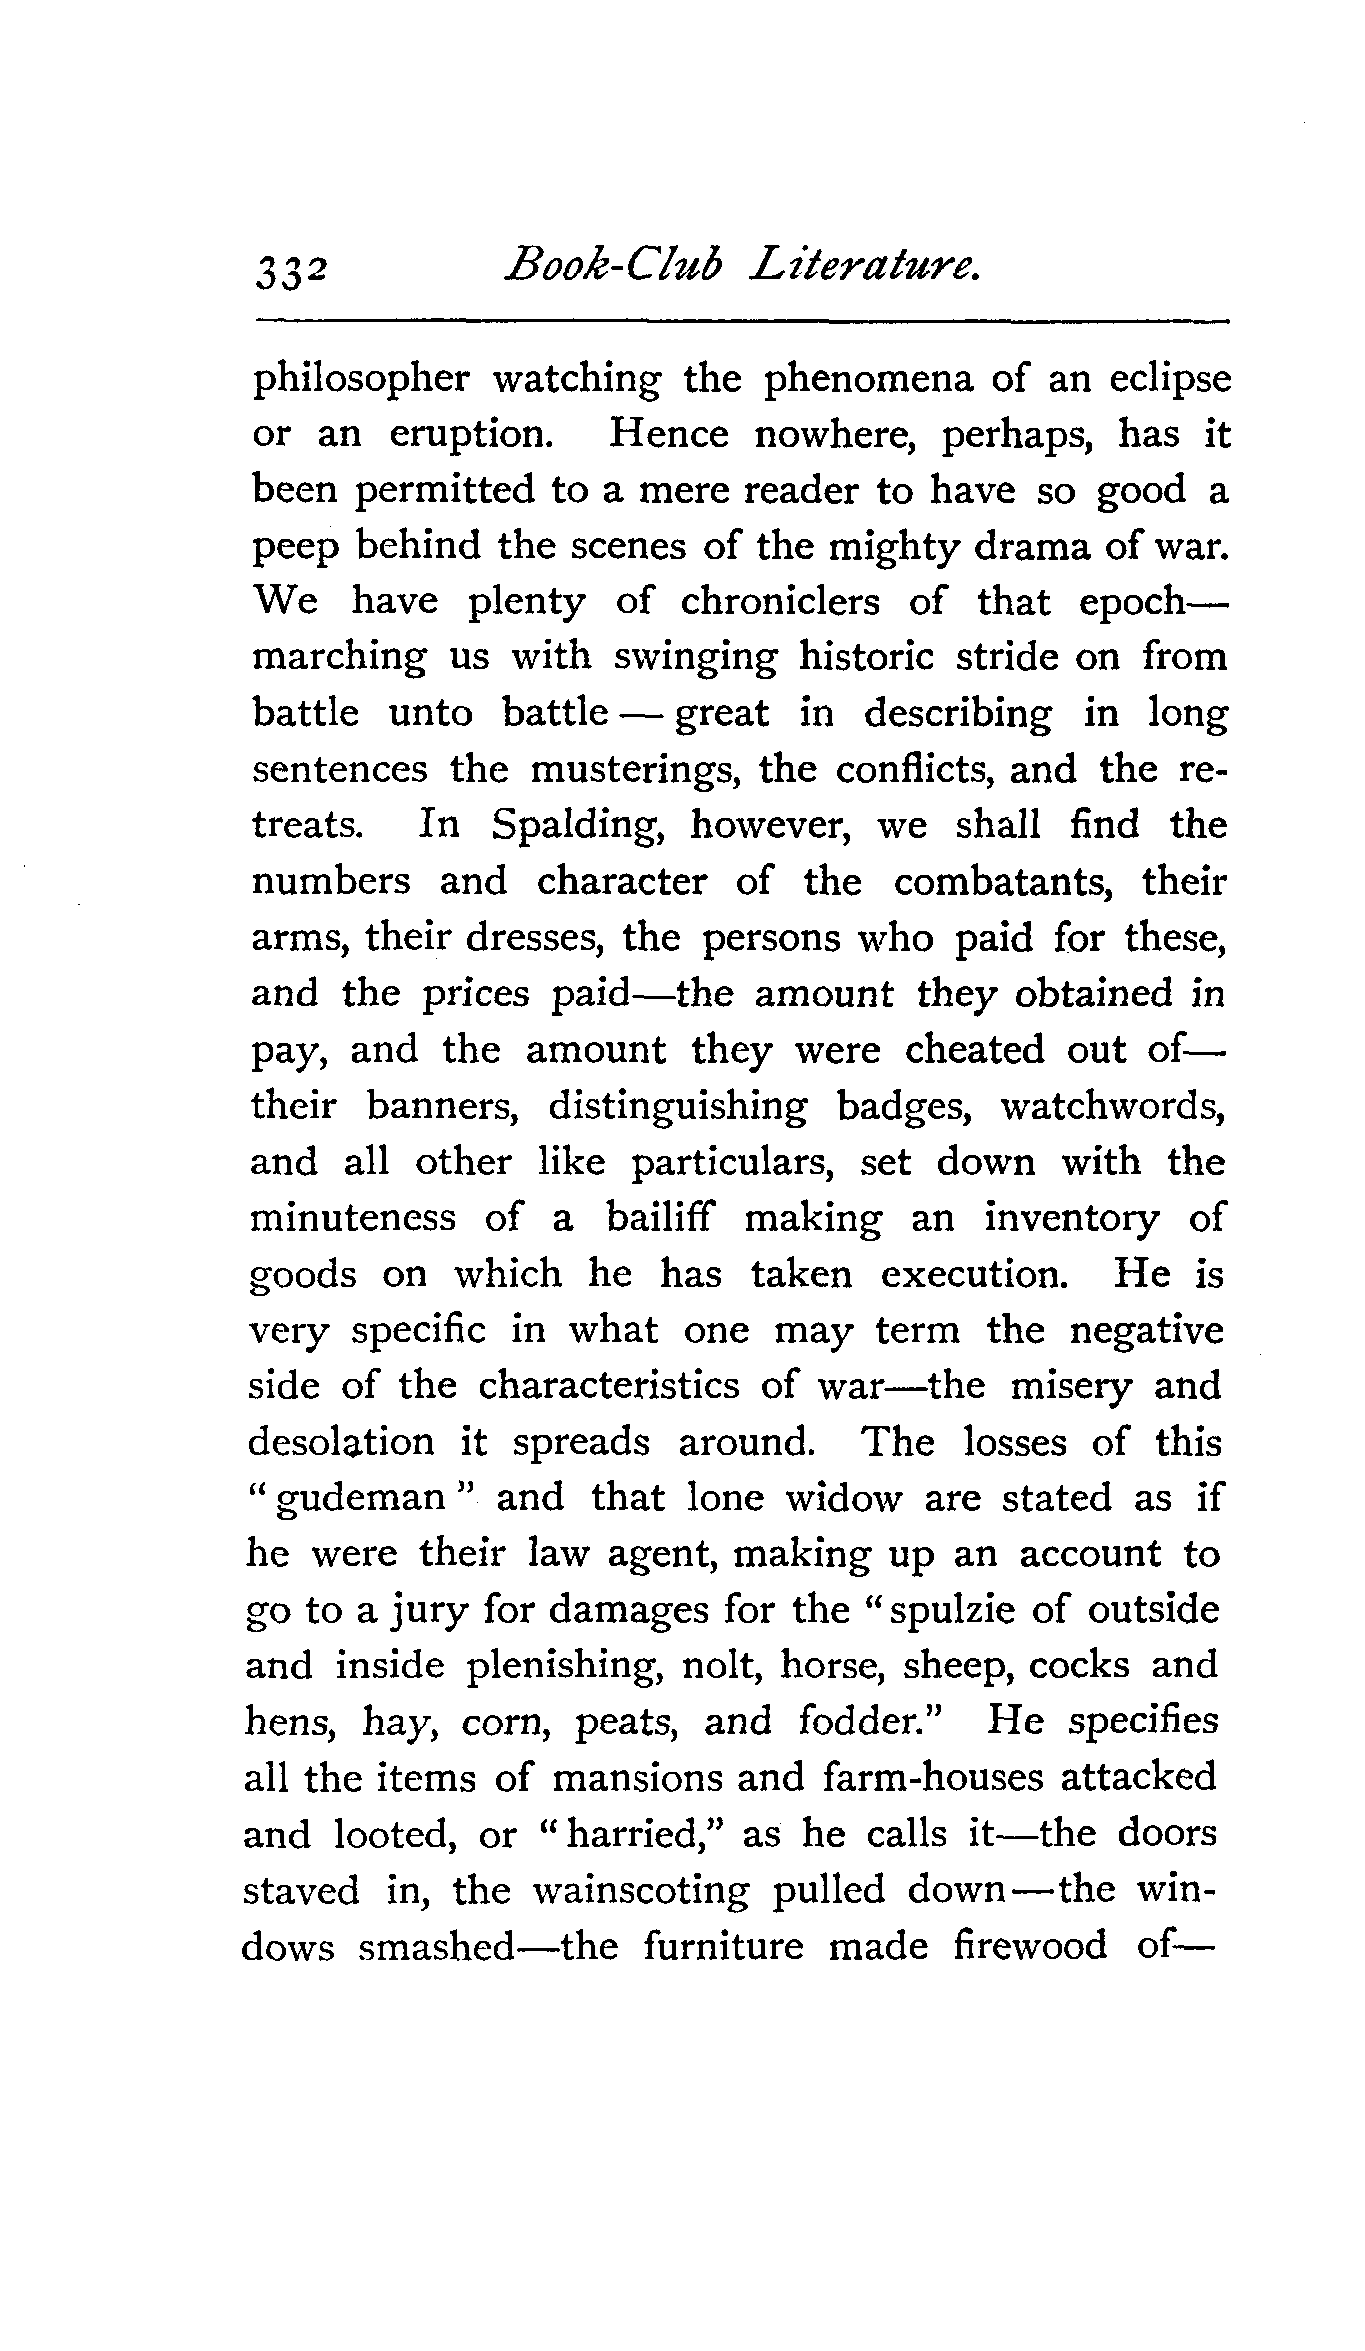 332 Book-Club Literature.
philosopher watching the phenomena of an eclipse
or an eruption. Hence nowhere, perhaps, has it
been permitted to a mere reader to have so good a
peep behind the scenes of the mighty drama of war.
We have plenty of chroniclers of that epoch—
marching us with swinging historic stride on from
battle unto battle — great in describing in long
sentences the musterings, the conflicts, and the re-
treats. In Spalding, however, we shall find the
numbers and character of the combatants, their
arms, their dresses, the persons who paid for these,
and the prices paid—the amount they obtained in
pay, and the amount they were cheated out of—
their banners, distinguishing badges, watchwords,
and all other like particulars, set down with the
minuteness of a bailiff making an inventory of
goods on which he has taken execution. He is
very specific in what one may term the negative
side of the characteristics of war—the misery and
desolation it spreads around. The losses of this
“ gudeman ” and that lone widow are stated as if
he were their law agent, making up an account to
go to a jury for damages for the “ spulzie of outside
and inside plenishing, nolt, horse, sheep, cocks and
hens, hay, corn, peats, and fodder.” He specifies
all the items of mansions and farm-houses attacked
and looted, or “ harried,” as he calls it—the doors
staved in, the wainscoting pulled down—the win-
dows smashed—the furniture made firewood of—